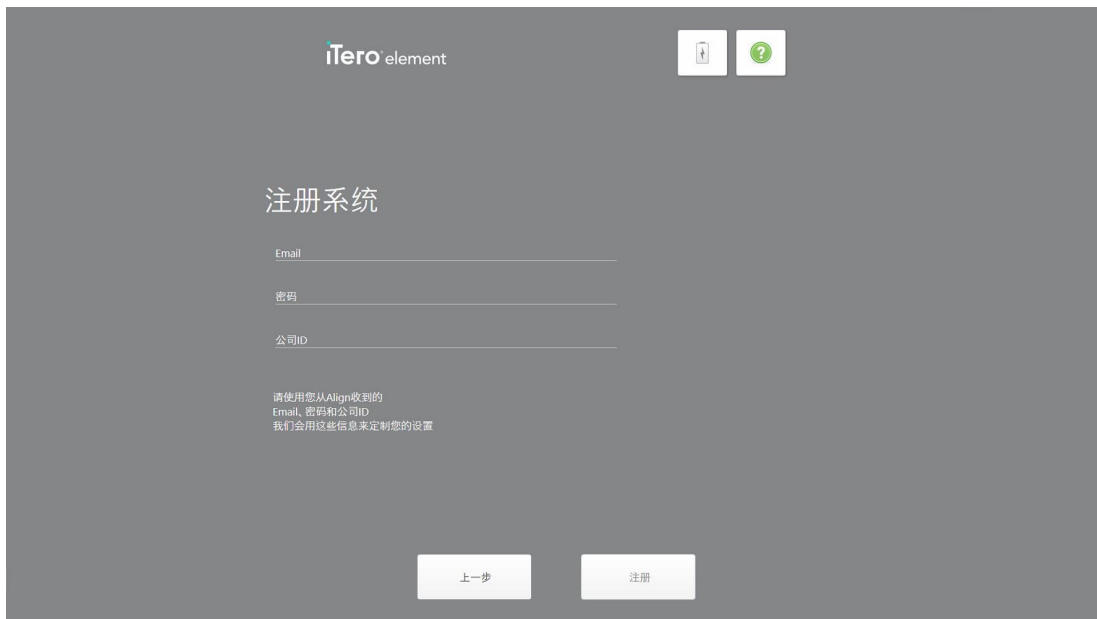 iTero element
?
注册系统
Email
密码
公司ID
请使用您从Align收到的
Email、密码和公司ID
我们会用这些信息来定制您的设置
上一步
注册